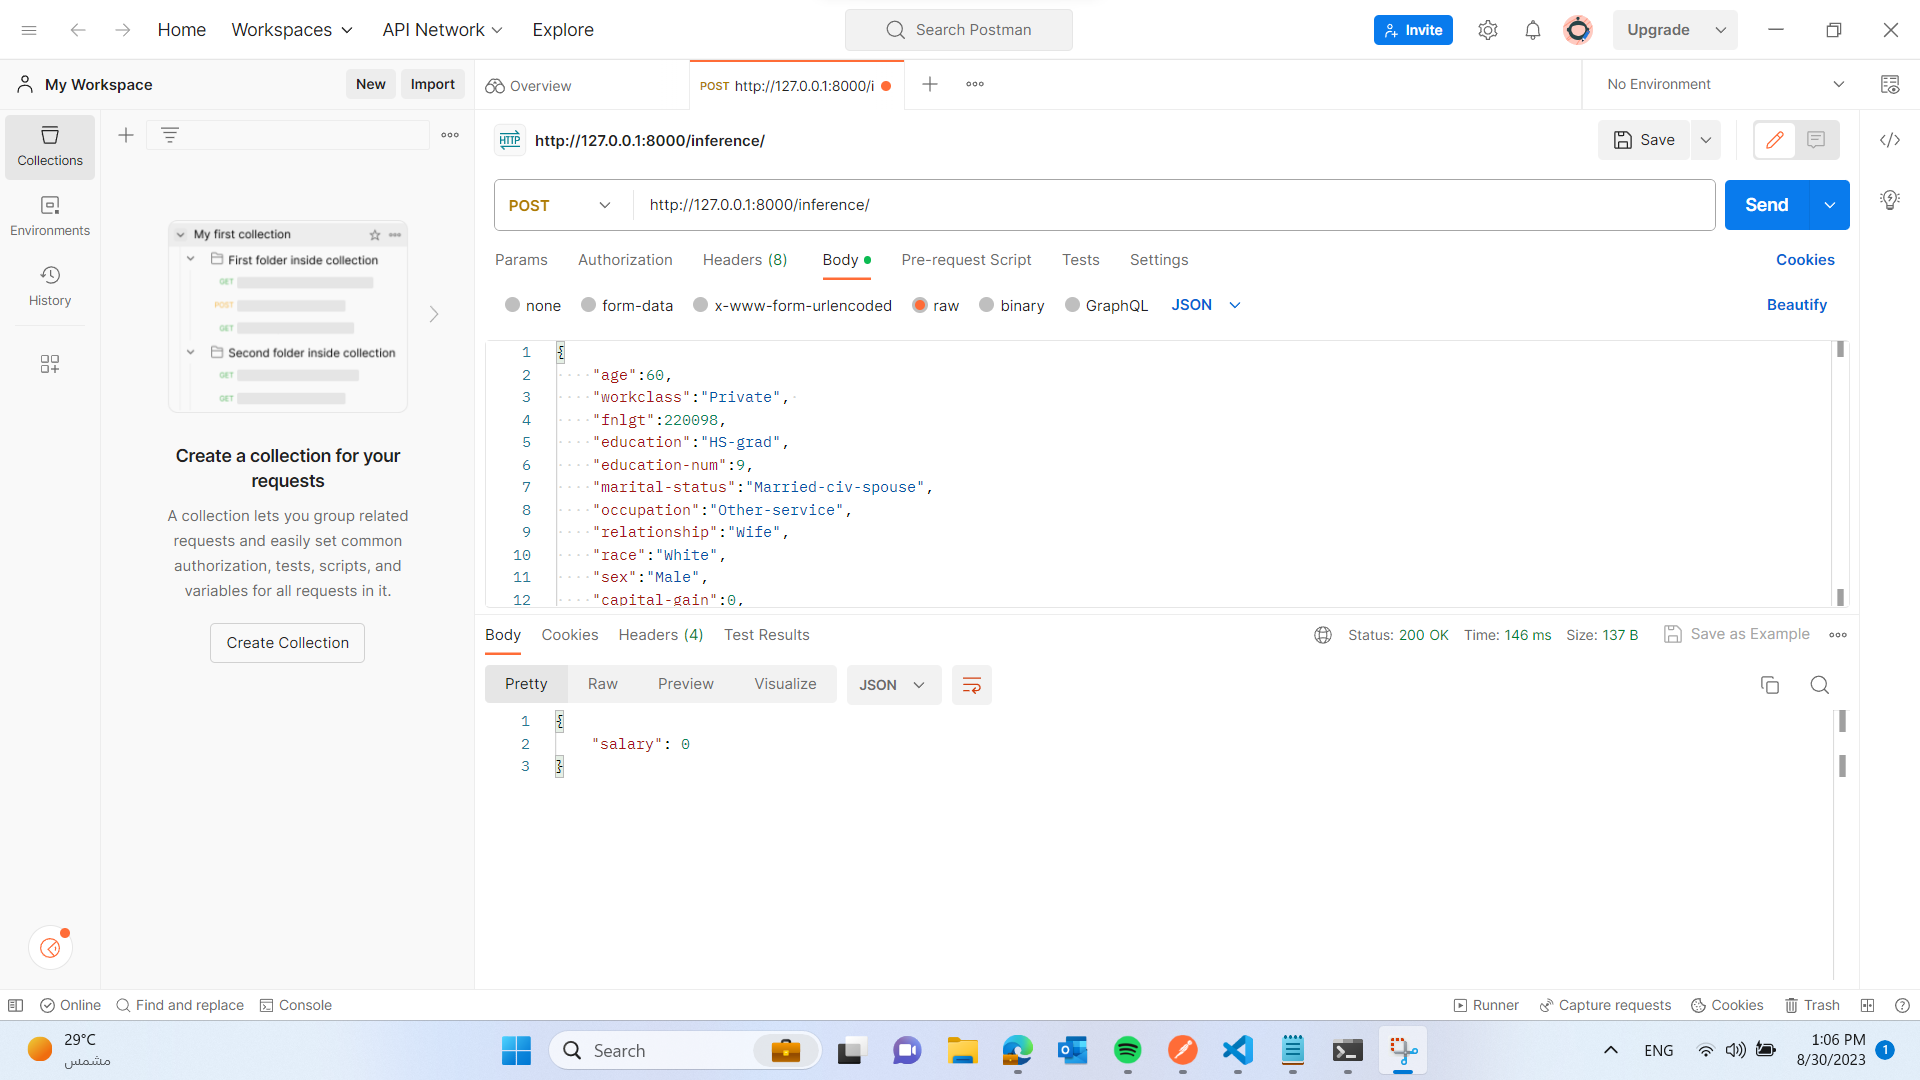 Home
Workspaces
API Network
Explore
Search Postman
Invite
Upgrade
My Workspace
New
Import
Overview
POST http://127.0.0.1:8000/i
No Environment
Collections
Environments
History
My first collection
First folder inside collection
GET
POST
GET
Second folder inside collection
GET
GET
Create a collection for your
requests
A collection lets you group related
requests and easily set common
authorization, tests, scripts, and
variables for all requests in it.
Create Collection
HTTP
http://127.0.0.1:8000/inference/
Save
POST
http://127.0.0.1:8000/inference/
Send
Params
Authorization
Headers (8)
Body
Pre-request Script
Tests
Settings
Cookies
none
form-data
x-www-form-urlencoded
raw
binary
GraphQL
JSON
Beautify
1 {
2 ····"age":60,
3 ····"workclass":"Private",·
4 ····"fnlgt":220098,
5 ····"education":"HS-grad",
6 ····"education-num":9,
7 ····"marital-status":"Married-civ-spouse",
8 ····"occupation":"Other-service",
9 ····"relationship":"Wife",
10 ····"race":"White",
11 ····"sex":"Male",
12 ····"capital-gain":0,
Body
Cookies
Headers (4)
Test Results
Status: 200 OK
Time: 146 ms
Size: 137 B
Save as Example
Pretty
Raw
Preview
Visualize
JSON
1 {
2 "salary": 0
3 }
Online
Find and replace
Console
Runner
Capture requests
Cookies
Trash
29°C
مشمس
Search
ENG
1:06 PM
8/30/2023
1